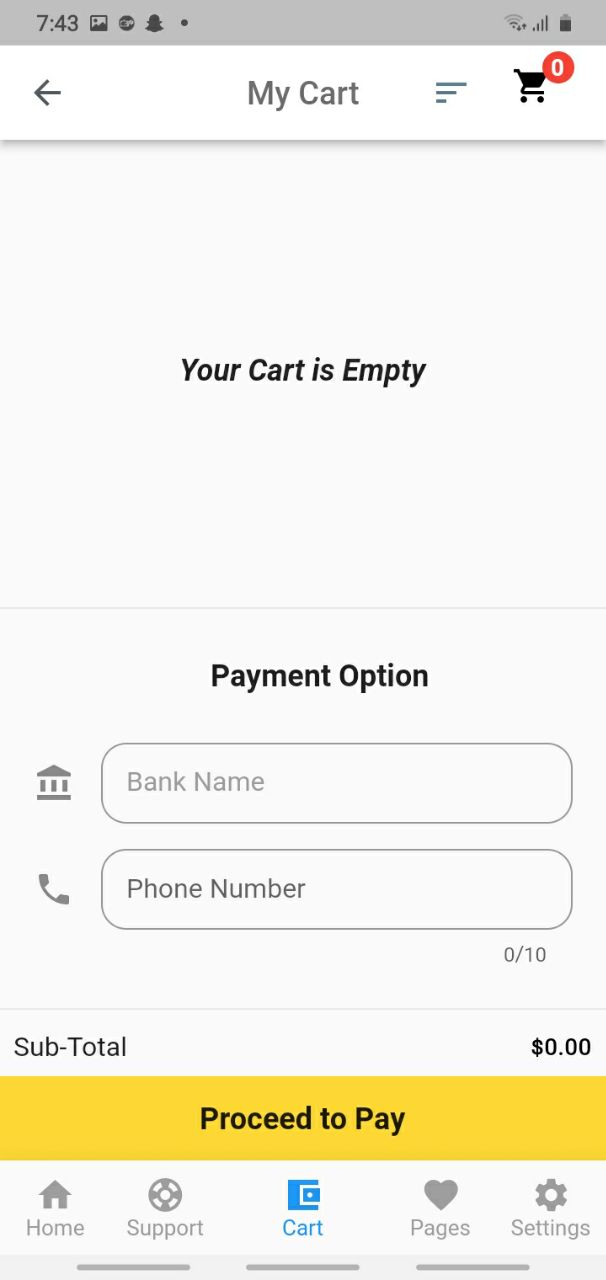 7:43
My Cart
0
Your Cart is Empty
Payment Option
Bank Name
Phone Number
0/10
Sub-Total $0.00
Proceed to Pay
Home Support Cart Pages Settings